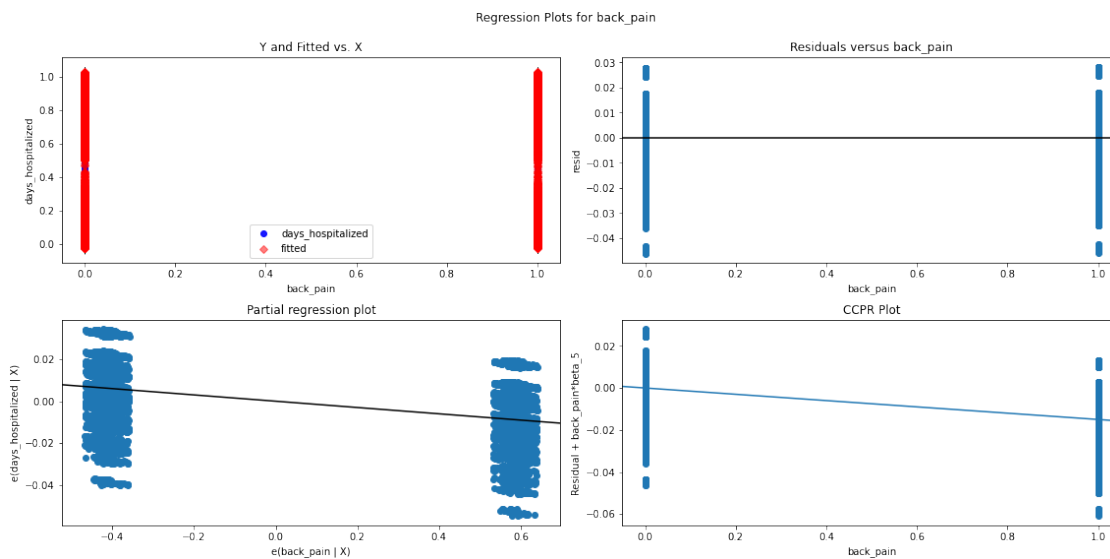 Regression Plots for back_pain
Y and Fitted vs. X
days_hospitalized
1.0
0.8
0.6
0.4
0.2
0.0
days_hospitalized
fitted
0.0 0.2 0.4 0.6 0.8 1.0
back_pain
Residuals versus back_pain
resid
0.03
0.02
0.01
0.00
−0.01
−0.02
−0.03
−0.04
0.0 0.2 0.4 0.6 0.8 1.0
back_pain
Partial regression plot
e(days_hospitalized | X)
0.02
0.00
−0.02
−0.04
−0.4 −0.2 0.0 0.2 0.4 0.6
e(back_pain | X)
CCPR Plot
Residual + back_pain*beta_5
0.02
0.00
−0.02
−0.04
−0.06
0.0 0.2 0.4 0.6 0.8 1.0
back_pain